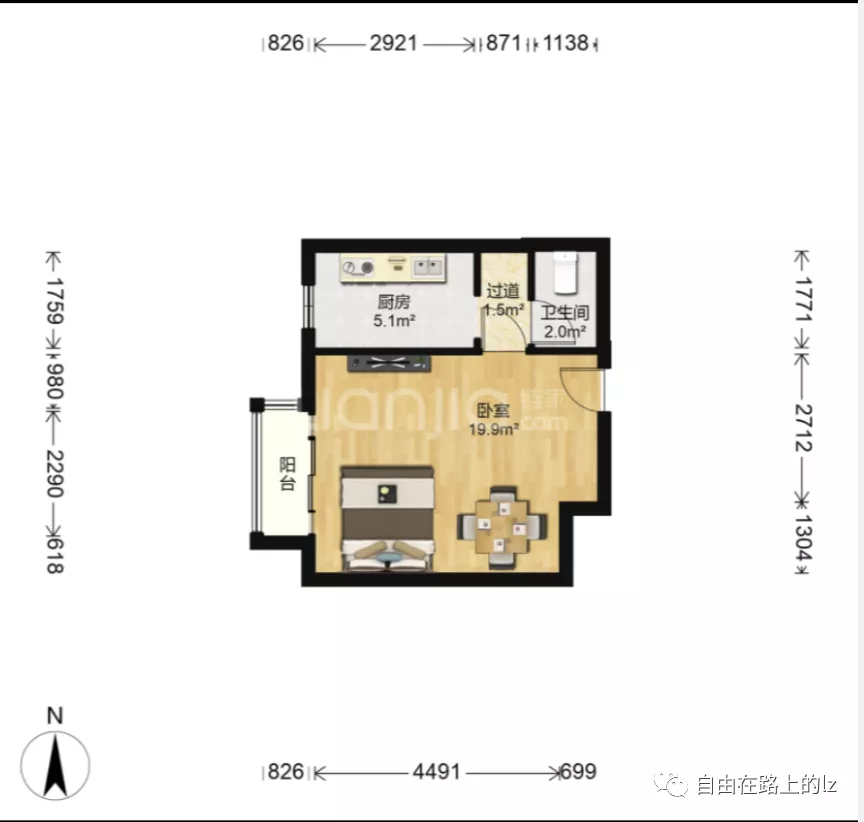 826 2921 871 1138
1759
980
2290
618
1771
2712
1304
厨房
5.1m²
过道
1.5m²
卫生间
2.0m²
卧室
19.9m²
阳台
lianjia
.com
N
826 4491 699
自由在路上的lz